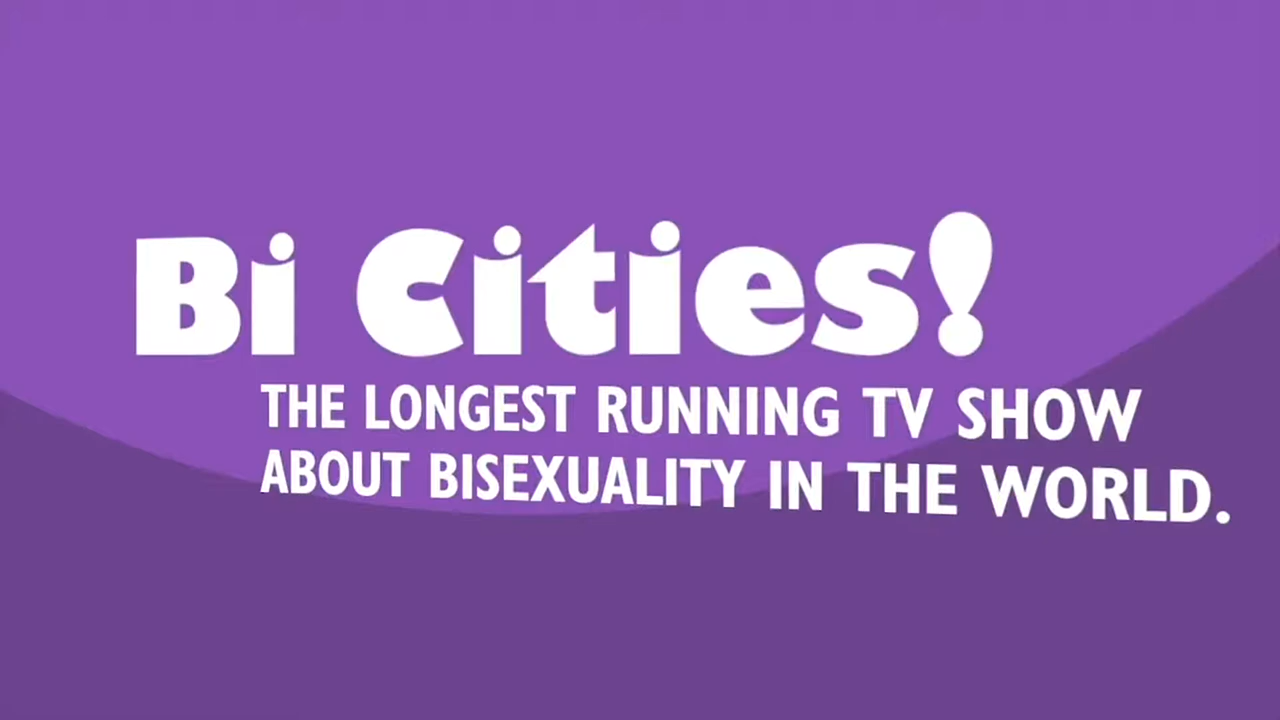 Bi Cities!
THE LONGEST RUNNING TV SHOW
ABOUT BISEXUALITY IN THE WORLD.